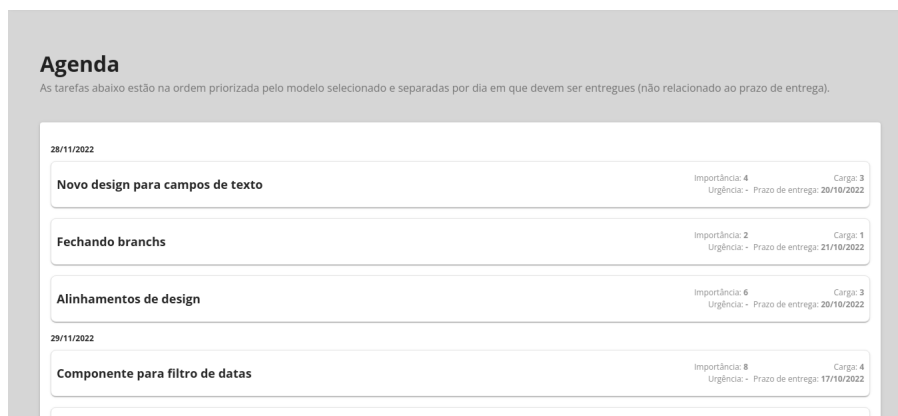 Agenda
As tarefas abaixo estão na ordem priorizada pelo modelo selecionado e separadas por dia em que devem ser entregues (não relacionado ao prazo de entrega).
28/11/2022
Novo design para campos de texto
Importância: 4 Carga: 3
Urgência: - Prazo de entrega: 20/10/2022
Fechando branchs
Importância: 2 Carga: 1
Urgência: - Prazo de entrega: 21/10/2022
Alinhamentos de design
Importância: 6 Carga: 3
Urgência: - Prazo de entrega: 20/10/2022
29/11/2022
Componente para filtro de datas
Importância: 8 Carga: 4
Urgência: - Prazo de entrega: 17/10/2022